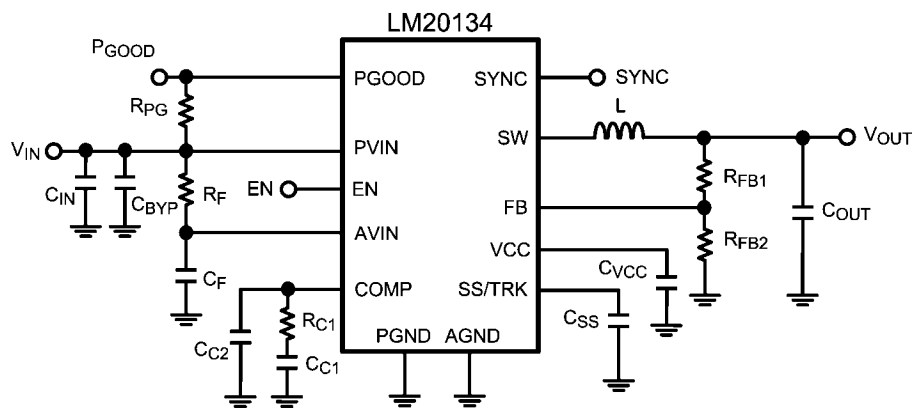 LM20134
PGOOD
PGOOD
SYNC
SYNC
RPG
L
VIN
PVIN
SW
VOUT
CIN
CBYP
RF
EN
EN
RFB1
FB
COUT
AVIN
RFB2
VCC
CF
CVCC
COMP
SS/TRK
RC1
CSS
CC2
PGND
AGND
CC1